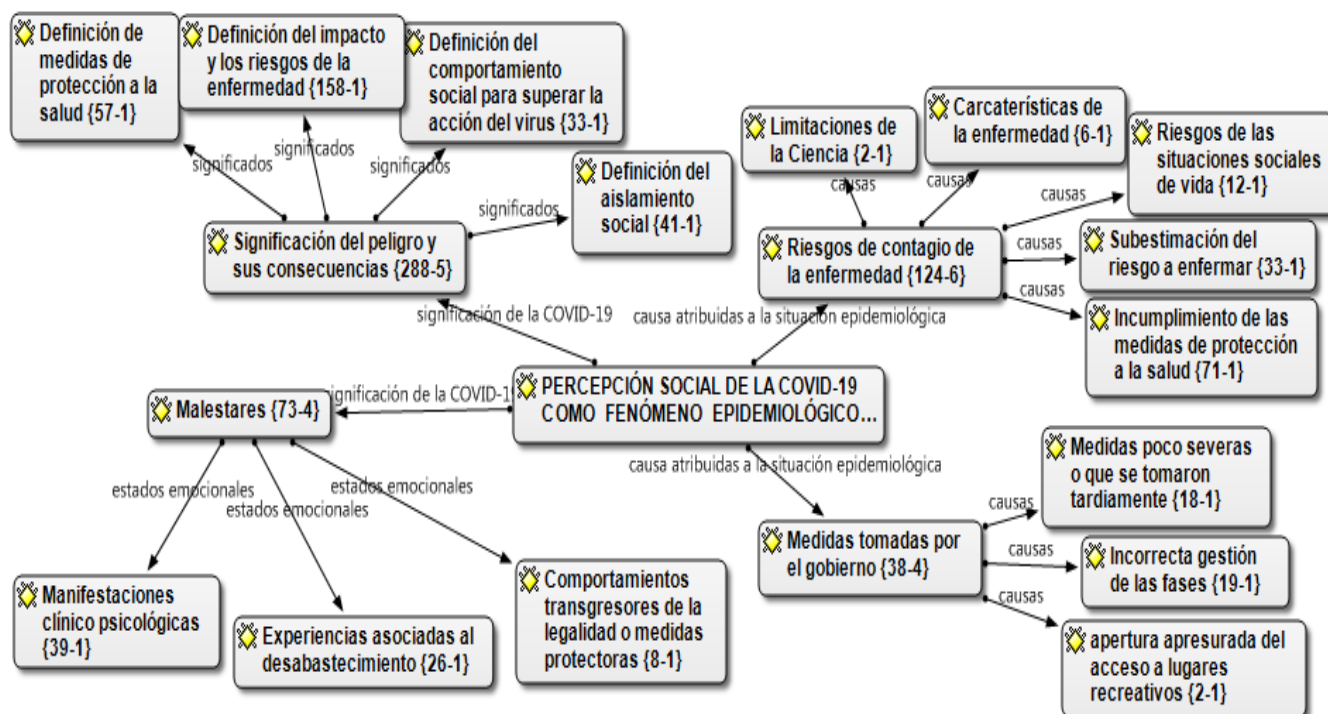 Definición de
medidas de
protección a la
salud {57-1}
Definición del impacto
y los riesgos de la
enfermedad {158-1}
Definición del
comportamiento
social para superar la
acción del virus {33-1}
significados
significados
significados
Definición del
aislamiento
social {41-1}
significados
Significación del peligro y
sus consecuencias {288-5}
Limitaciones de
la Ciencia {2-1}
Carcaterísticas de
la enfermedad {6-1}
Riesgos de las
situaciones sociales
de vida {12-1}
causas
causas
causas
Riesgos de contagio de
la enfermedad {124-6}
causas
Subestimación del
riesgo a enfermar {33-1}
causas
Incumplimiento de las
medidas de protección
a la salud {71-1}
significación de la COVID-19
causa atribuidas a la situación epidemiológica
PERCEPCIÓN SOCIAL DE LA COVID-19
COMO FENÓMENO EPIDEMIOLÓGICO...
significación de la COVID-19
Malestares {73-4}
causa atribuidas a la situación epidemiológica
estados emocionales
estados emocionales
estados emocionales
Manifestaciones
clínico psicológicas
{39-1}
Experiencias asociadas al
desabastecimiento {26-1}
Comportamientos
transgresores de la
legalidad o medidas
protectoras {8-1}
Medidas tomadas por
el gobierno {38-4}
causas
Medidas poco severas
o que se tomaron
tardiamente {18-1}
causas
Incorrecta gestión
de las fases {19-1}
causas
apertura apresurada del
acceso a lugares
recreativos {2-1}